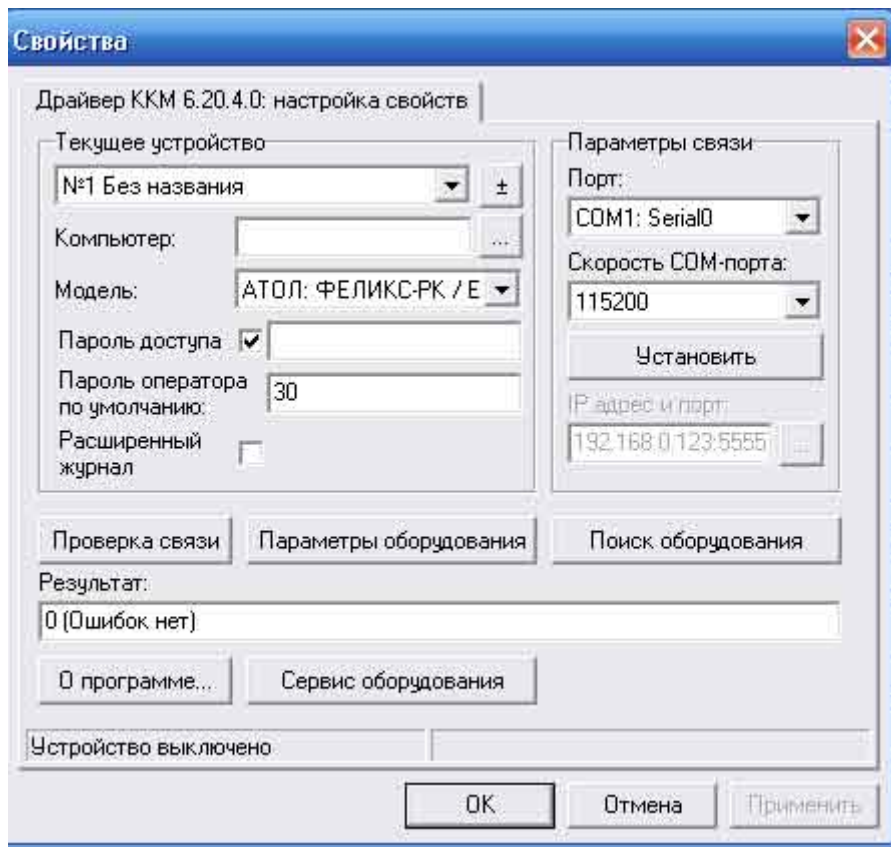 Свойства
Драйвер ККМ 6.20.4.0: настройка свойств
Текущее устройство
№1 Без названия
±
Компьютер:
...
Модель:
АТОЛ: ФЕЛИКС-РК / Е
Пароль доступа
Пароль оператора
по умолчанию:
30
Расширенный
журнал
Параметры связи
Порт:
COM1: Serial0
Скорость COM-порта:
115200
Установить
IP адрес и порт:
192.168.0.123:5555
...
Проверка связи
Параметры оборудования
Поиск оборудования
Результат:
0 (Ошибок нет)
О программе...
Сервис оборудования
Устройство выключено
OK
Отмена
Применить